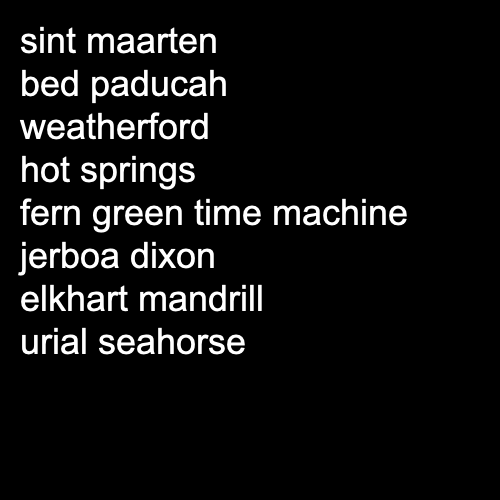 sint maarten
bed paducah
weatherford
hot springs
fern green time machine
jerboa dixon
elkhart mandrill
urial seahorse